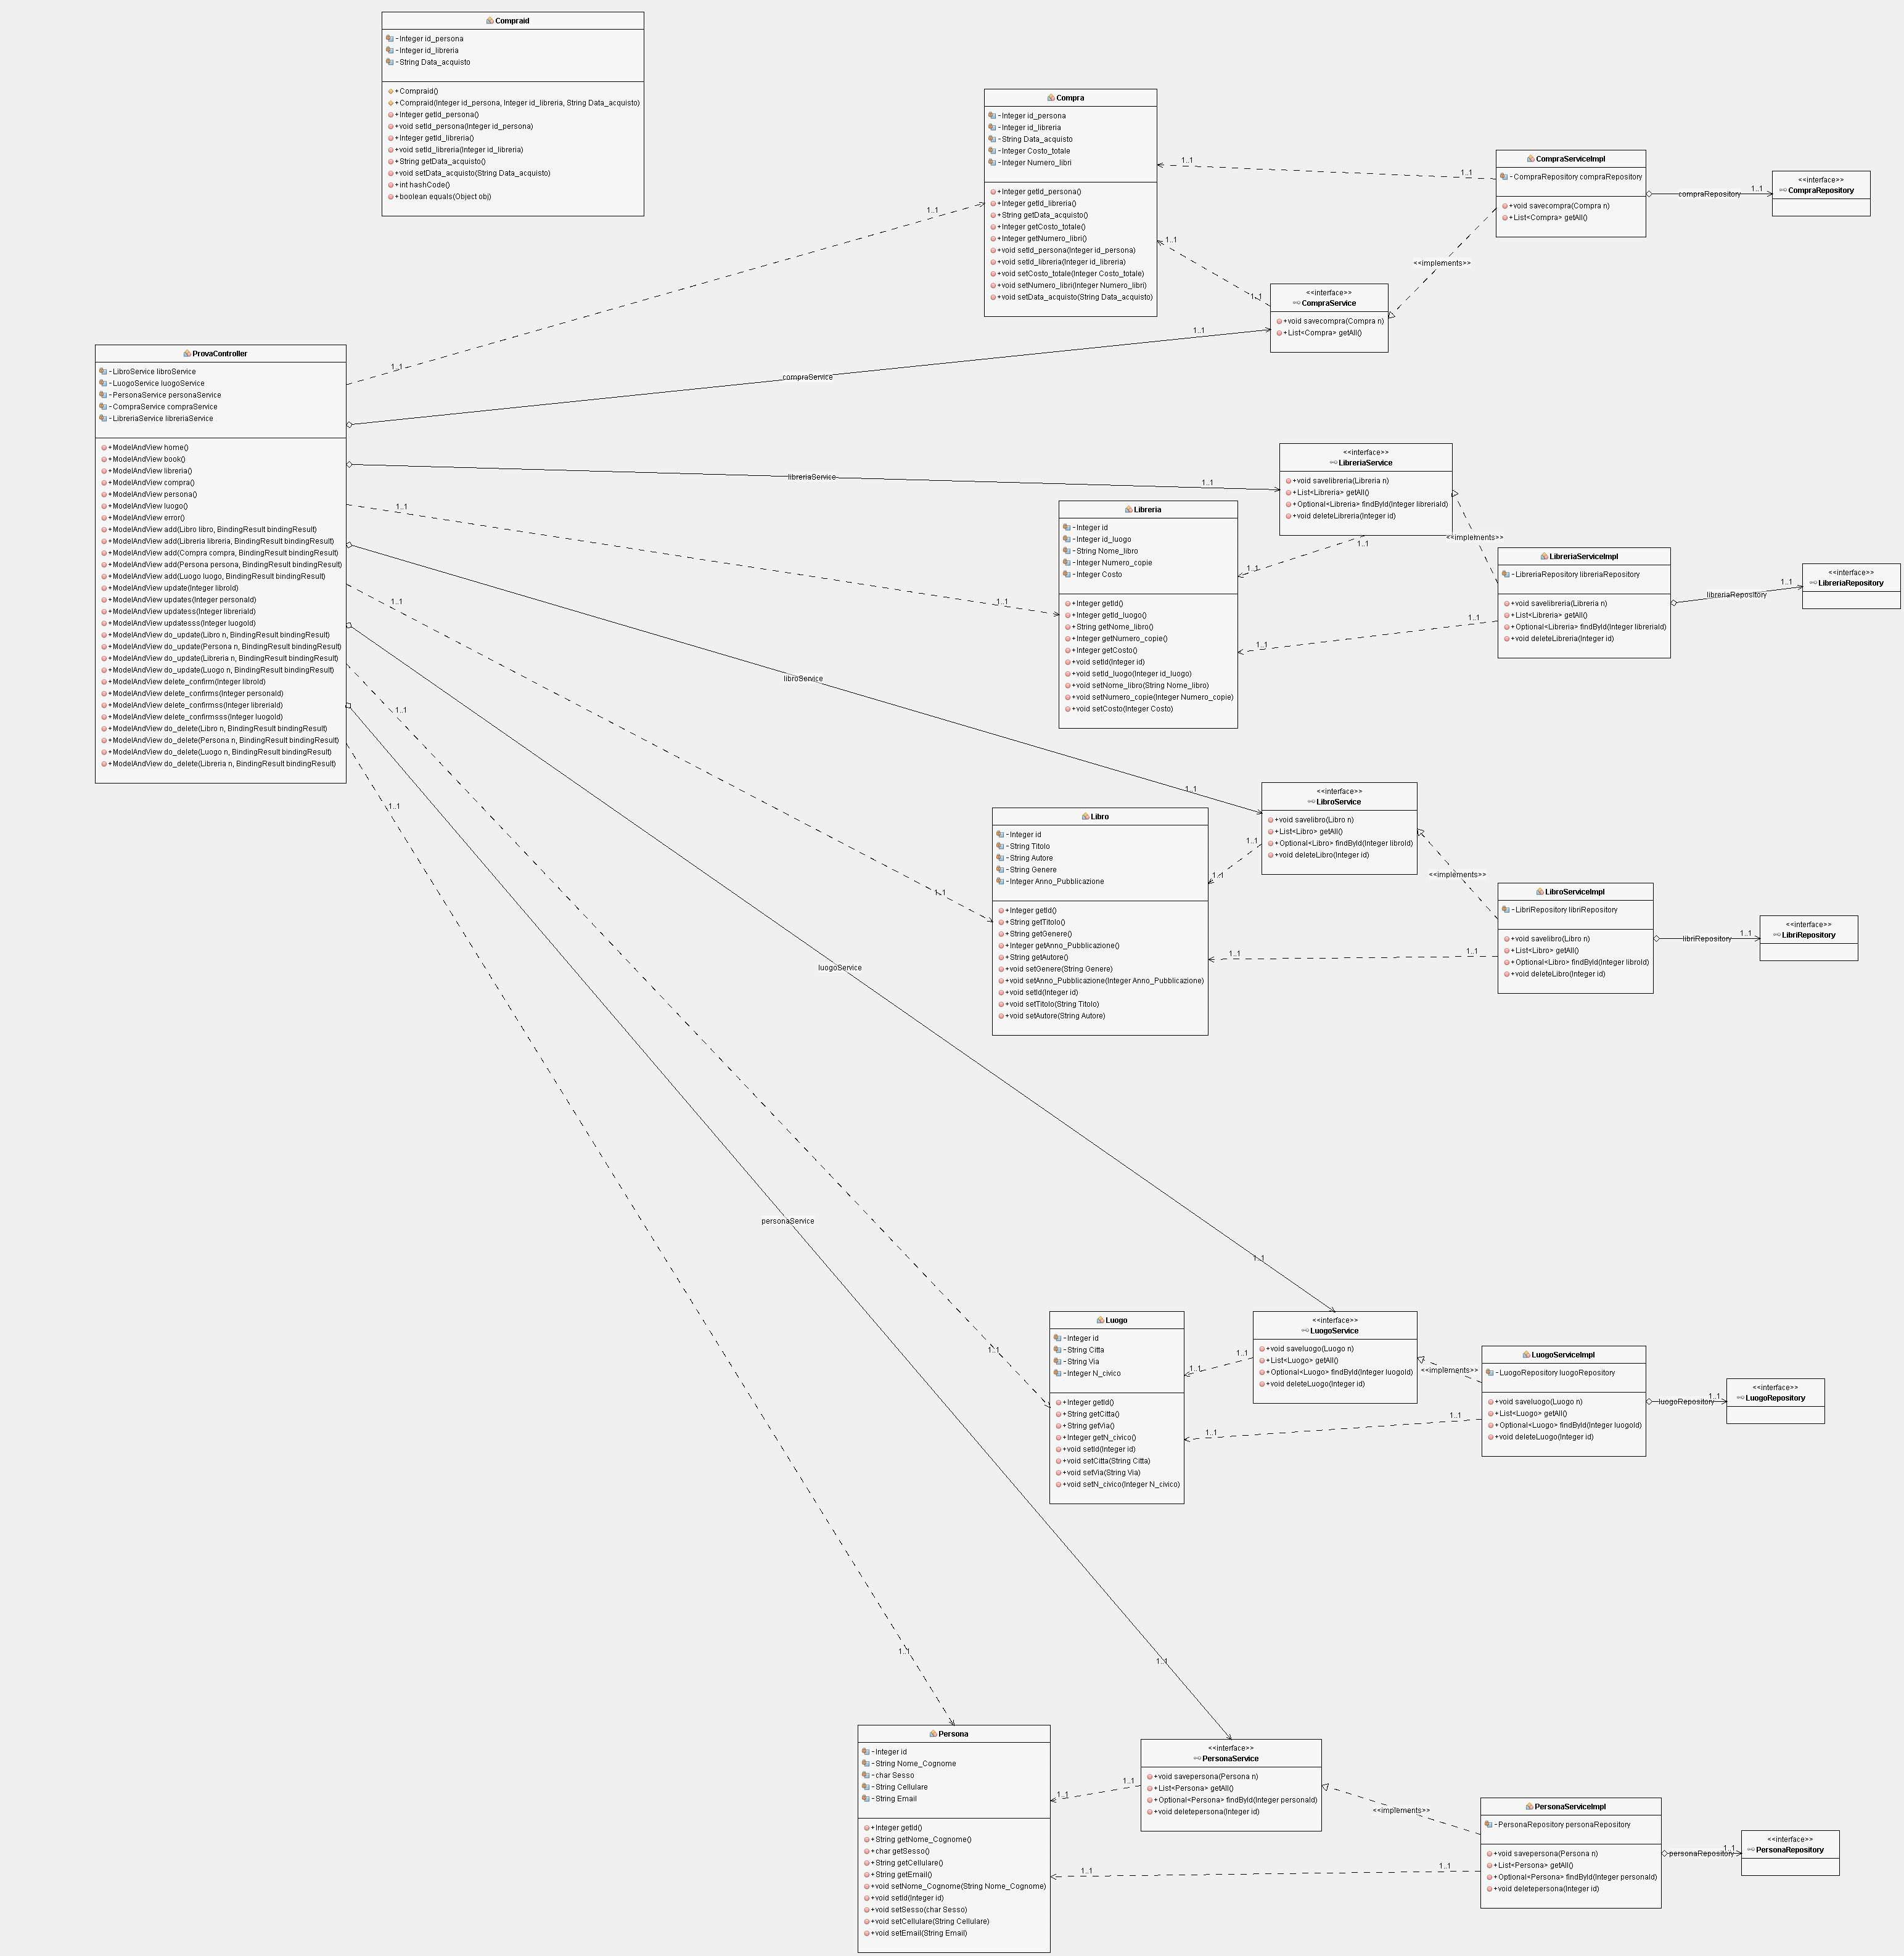 Compraid
-Integer id_persona
-Integer id_libreria
-String Data_acquisto
+Compraid()
+Compraid(Integer id_persona, Integer id_libreria, String Data_acquisto)
+Integer getId_persona()
+void setId_persona(Integer id_persona)
+Integer getId_libreria()
+void setId_libreria(Integer id_libreria)
+String getData_acquisto()
+void setData_acquisto(String Data_acquisto)
+int hashCode()
+boolean equals(Object obj)
Compra
-Integer id_persona
-Integer id_libreria
-String Data_acquisto
-Integer Costo_totale
-Integer Numero_libri
+Integer getId_persona()
+Integer getId_libreria()
+String getData_acquisto()
+Integer getCosto_totale()
+Integer getNumero_libri()
+void setId_persona(Integer id_persona)
+void setId_libreria(Integer id_libreria)
+void setCosto_totale(Integer Costo_totale)
+void setNumero_libri(Integer Numero_libri)
+void setData_acquisto(String Data_acquisto)
1..1
1..1
CompraServiceImpl
-CompraRepository compraRepository
+void savecompra(Compra n)
+List<Compra> getAll()
compraRepository
1..1
<<interface>>
CompraRepository
1..1
1..1
1..1
<<implements>>
<<interface>>
CompraService
+void savecompra(Compra n)
+List<Compra> getAll()
ProvaController
-LibroService libroService
-LuogoService luogoService
-PersonaService personaService
-CompraService compraService
-LibreriaService libreriaService
+ModelAndView home()
+ModelAndView book()
+ModelAndView libreria()
+ModelAndView compra()
+ModelAndView persona()
+ModelAndView luogo()
+ModelAndView error()
+ModelAndView add(Libro libro, BindingResult bindingResult)
+ModelAndView add(Libreria libreria, BindingResult bindingResult)
+ModelAndView add(Compra compra, BindingResult bindingResult)
+ModelAndView add(Persona persona, BindingResult bindingResult)
+ModelAndView add(Luogo luogo, BindingResult bindingResult)
+ModelAndView update(Integer libroId)
+ModelAndView updates(Integer personaId)
+ModelAndView updatess(Integer libreriaId)
+ModelAndView updatesss(Integer luogoId)
+ModelAndView do_update(Libro n, BindingResult bindingResult)
+ModelAndView do_update(Persona n, BindingResult bindingResult)
+ModelAndView do_update(Libreria n, BindingResult bindingResult)
+ModelAndView do_update(Luogo n, BindingResult bindingResult)
+ModelAndView delete_confirm(Integer libroId)
+ModelAndView delete_confirms(Integer personaId)
+ModelAndView delete_confirmss(Integer libreriaId)
+ModelAndView delete_confirmsss(Integer luogoId)
+ModelAndView do_delete(Libro n, BindingResult bindingResult)
+ModelAndView do_delete(Persona n, BindingResult bindingResult)
+ModelAndView do_delete(Luogo n, BindingResult bindingResult)
+ModelAndView do_delete(Libreria n, BindingResult bindingResult)
1..1
compraService
1..1
libreriaService
1..1
1..1
1..1
<<interface>>
LibreriaService
+void savelibreria(Libreria n)
+List<Libreria> getAll()
+Optional<Libreria> findById(Integer libreriaId)
+void deleteLibreria(Integer id)
Libreria
-Integer id
-Integer id_luogo
-String Nome_libro
-Integer Numero_copie
-Integer Costo
+Integer getId()
+Integer getId_luogo()
+String getNome_libro()
+Integer getNumero_copie()
+Integer getCosto()
+void setId(Integer id)
+void setId_luogo(Integer id_luogo)
+void setNome_libro(String Nome_libro)
+void setNumero_copie(Integer Numero_copie)
+void setCosto(Integer Costo)
1..1
1..1
<<implements>>
1..1
1..1
LibreriaServiceImpl
-LibreriaRepository libreriaRepository
+void savelibreria(Libreria n)
+List<Libreria> getAll()
+Optional<Libreria> findById(Integer libreriaId)
+void deleteLibreria(Integer id)
libreriaRepository
1..1
<<interface>>
LibreriaRepository
1..1
1..1
libroService
1..1
1..1
1..1
<<interface>>
LibroService
+void savelibro(Libro n)
+List<Libro> getAll()
+Optional<Libro> findById(Integer libroId)
+void deleteLibro(Integer id)
Libro
-Integer id
-String Titolo
-String Autore
-String Genere
-Integer Anno_Pubblicazione
+Integer getId()
+String getTitolo()
+String getGenere()
+Integer getAnno_Pubblicazione()
+String getAutore()
+void setGenere(String Genere)
+void setAnno_Pubblicazione(Integer Anno_Pubblicazione)
+void setId(Integer id)
+void setTitolo(String Titolo)
+void setAutore(String Autore)
1..1
1..1
<<implements>>
1..1
1..1
LibroServiceImpl
-LibriRepository libriRepository
+void savelibro(Libro n)
+List<Libro> getAll()
+Optional<Libro> findById(Integer libroId)
+void deleteLibro(Integer id)
libriRepository
1..1
<<interface>>
LibriRepository
luogoService
personaService
1..1
1..1
Luogo
-Integer id
-String Citta
-String Via
-Integer N_civico
+Integer getId()
+String getCitta()
+String getVia()
+Integer getN_civico()
+void setId(Integer id)
+void setCitta(String Citta)
+void setVia(String Via)
+void setN_civico(Integer N_civico)
1..1
1..1
<<interface>>
LuogoService
+void saveluogo(Luogo n)
+List<Luogo> getAll()
+Optional<Luogo> findById(Integer luogoId)
+void deleteLuogo(Integer id)
<<implements>>
1..1
1..1
LuogoServiceImpl
-LuogoRepository luogoRepository
+void saveluogo(Luogo n)
+List<Luogo> getAll()
+Optional<Luogo> findById(Integer luogoId)
+void deleteLuogo(Integer id)
luogoRepository
1..1
<<interface>>
LuogoRepository
1..1
1..1
Persona
-Integer id
-String Nome_Cognome
-char Sesso
-String Cellulare
-String Email
+Integer getId()
+String getNome_Cognome()
+char getSesso()
+String getCellulare()
+String getEmail()
+void setNome_Cognome(String Nome_Cognome)
+void setId(Integer id)
+void setSesso(char Sesso)
+void setCellulare(String Cellulare)
+void setEmail(String Email)
1..1
1..1
<<interface>>
PersonaService
+void savepersona(Persona n)
+List<Persona> getAll()
+Optional<Persona> findById(Integer personaId)
+void deletepersona(Integer id)
<<implements>>
1..1
1..1
PersonaServiceImpl
-PersonaRepository personaRepository
+void savepersona(Persona n)
+List<Persona> getAll()
+Optional<Persona> findById(Integer personaId)
+void deletepersona(Integer id)
personaRepository
1..1
<<interface>>
PersonaRepository